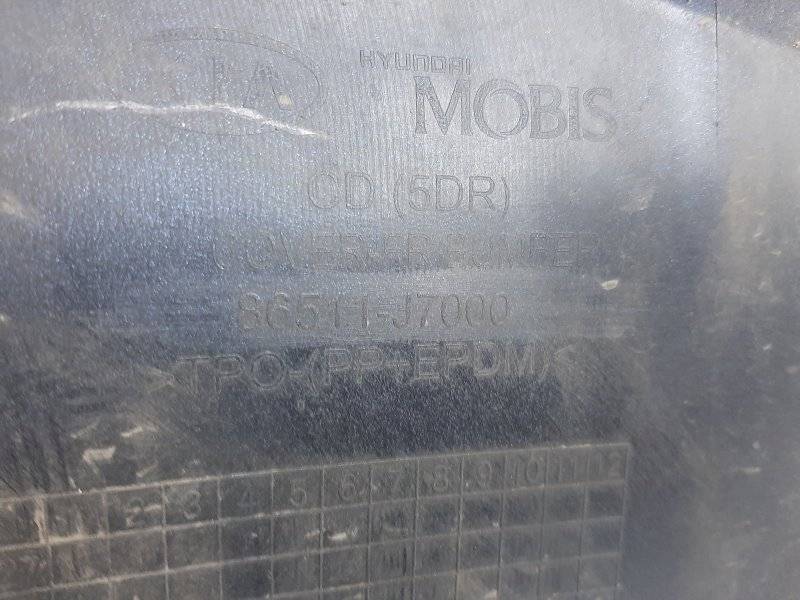 KIA
HYUNDAI
MOBIS
CD (5DR)
COVER-FR BUMPER
86511-J7000
>TPO-(PP+EPDM)<
1 2 3 4 5 6 7 8 9 10 11 12